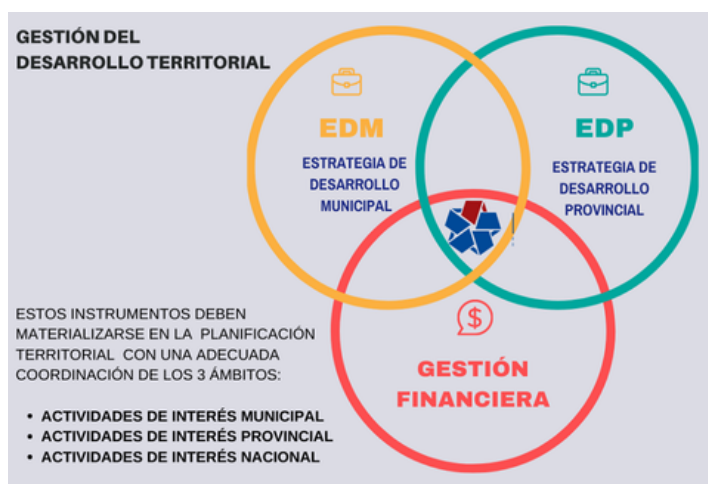 GESTIÓN DEL
DESARROLLO TERRITORIAL
EDM
ESTRATEGIA DE
DESARROLLO
MUNICIPAL
EDP
ESTRATEGIA DE
DESARROLLO
PROVINCIAL
$
GESTIÓN
FINANCIERA
ESTOS INSTRUMENTOS DEBEN
MATERIALIZARSE EN LA PLANIFICACIÓN
TERRITORIAL CON UNA ADECUADA
COORDINACIÓN DE LOS 3 ÁMBITOS:
• ACTIVIDADES DE INTERÉS MUNICIPAL
• ACTIVIDADES DE INTERÉS PROVINCIAL
• ACTIVIDADES DE INTERÉS NACIONAL